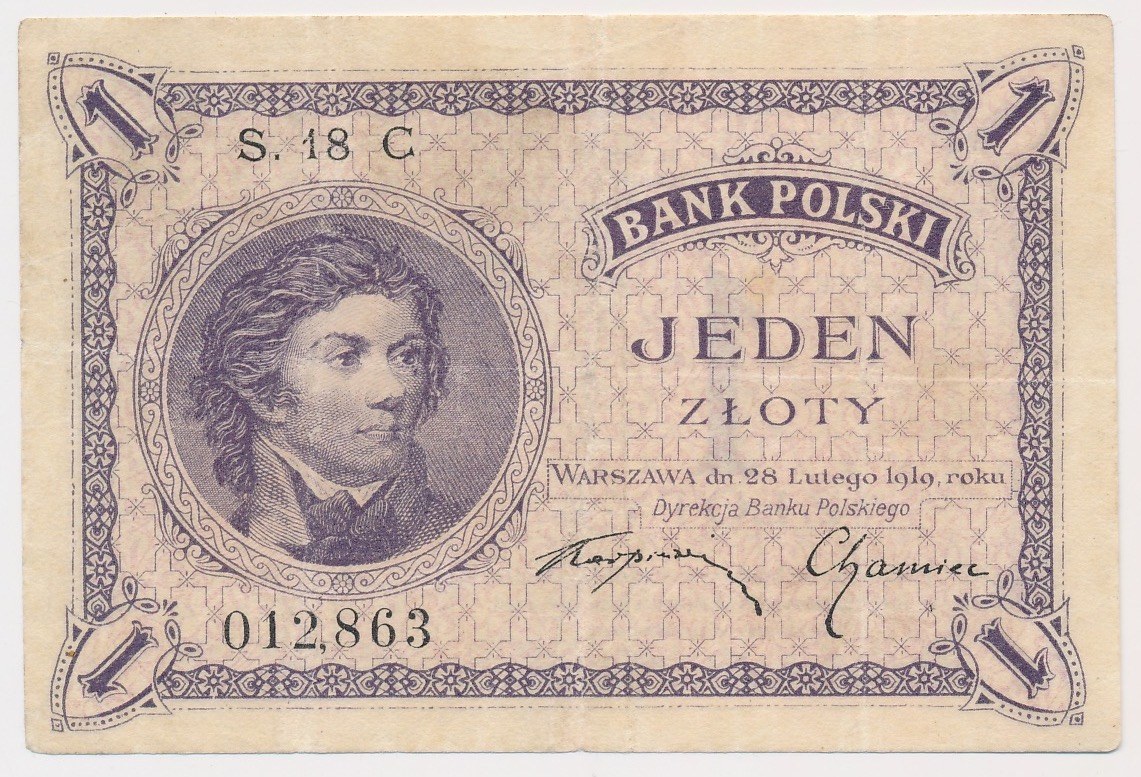 1
1
S. 18 C
BANK POLSKI
JEDEN
ZŁOTY
WARSZAWA dn. 28 Lutego 1919, roku
Dyrekcja Banku Polskiego
Karpiński Chamiec
012,863
1
1